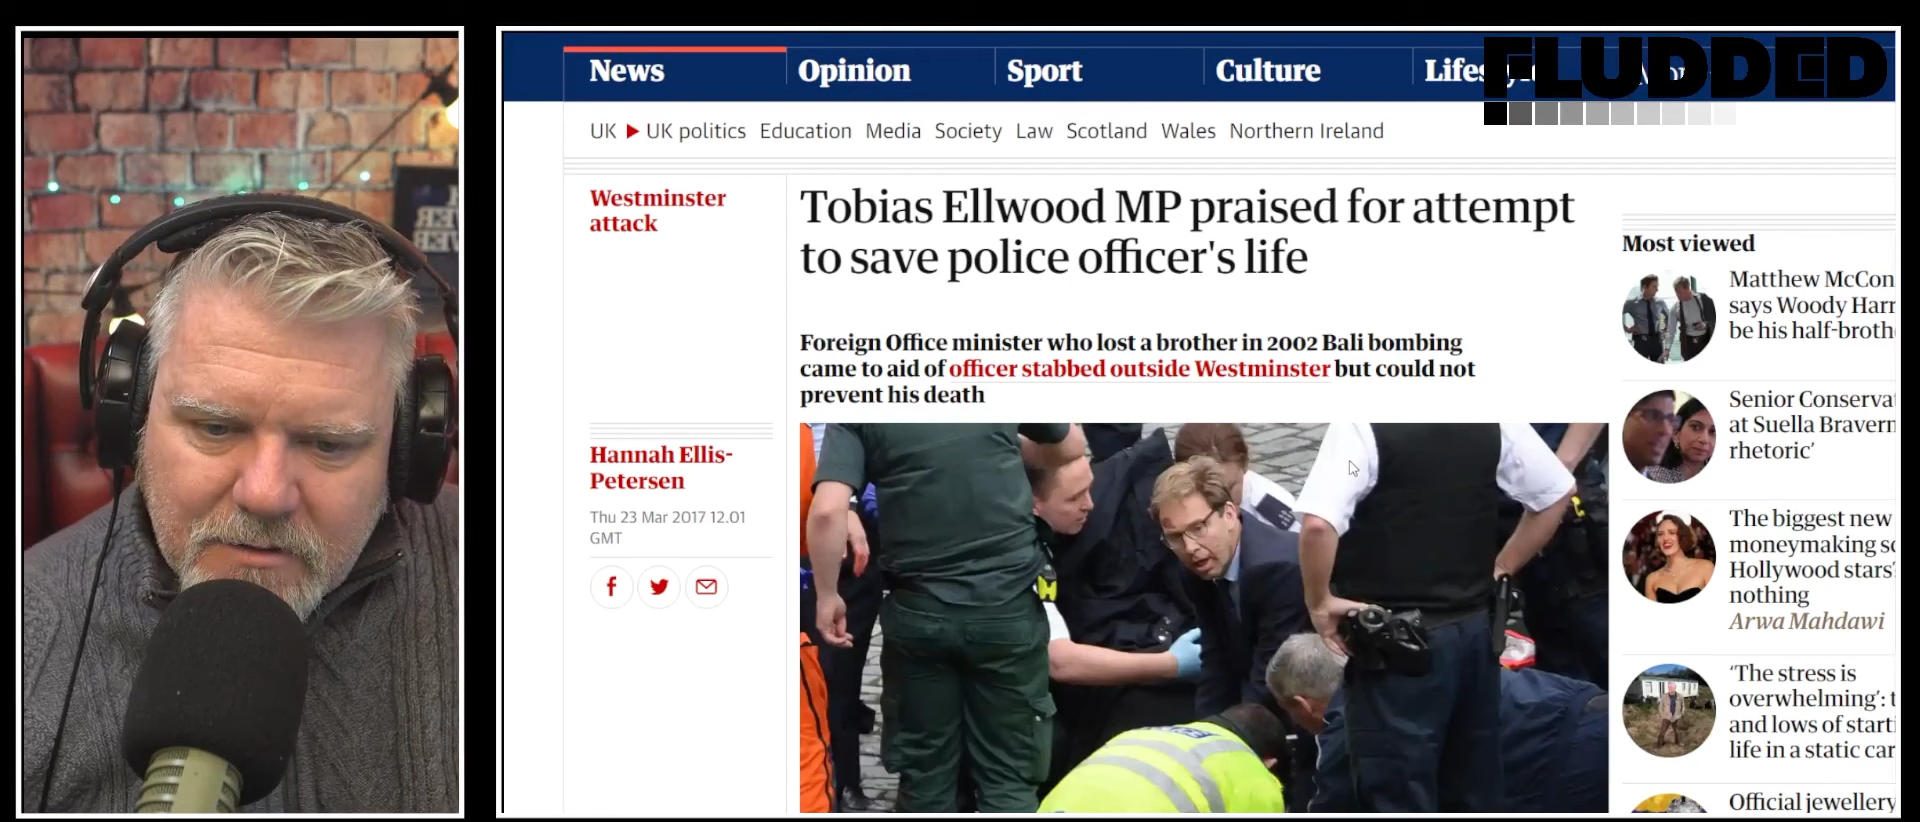 FLUDDED
News Opinion Sport Culture
UK UK politics Education Media Society Law Scotland Wales Northern Ireland
Westminster
attack
Tobias Ellwood MP praised for attempt
to save police officer's life
Foreign Office minister who lost a brother in 2002 Bali bombing
came to aid of officer stabbed outside Westminster but could not
prevent his death
Hannah Ellis-
Petersen
Thu 23 Mar 2017 12.01
GMT
Most viewed
Matthew McCon
says Woody Harr
be his half-broth
Senior Conserva
at Suella Bravern
rhetoric’
The biggest new
moneymaking sc
Hollywood stars?
nothing
Arwa Mahdawi
‘The stress is
overwhelming’: t
and lows of starti
life in a static car
Official jewellery